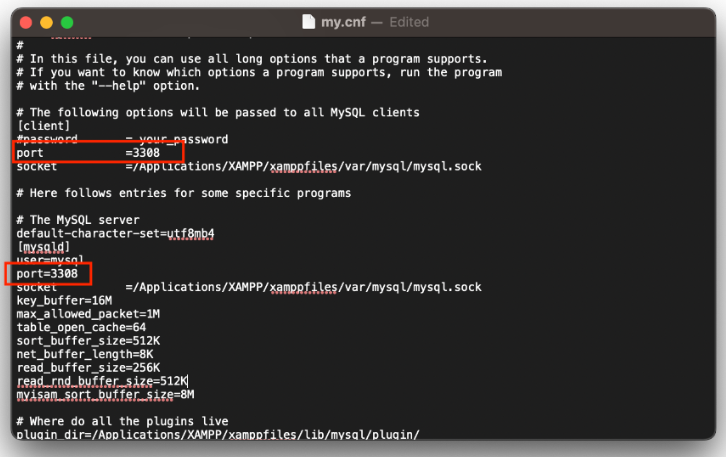 my.cnf — Edited
#
# In this file, you can use all long options that a program supports.
# If you want to know which options a program supports, run the program
# with the "--help" option.
# The following options will be passed to all MySQL clients
[client]
#password = your_password
port =3308
socket =/Applications/XAMPP/xamppfiles/var/mysql/mysql.sock
# Here follows entries for some specific programs
# The MySQL server
default-character-set=utf8mb4
[mysqld]
user=mysql
port=3308
socket =/Applications/XAMPP/xamppfiles/var/mysql/mysql.sock
key_buffer=16M
max_allowed_packet=1M
table_open_cache=64
sort_buffer_size=512K
net_buffer_length=8K
read_buffer_size=256K
read_rnd_buffer_size=512K
myisam_sort_buffer_size=8M
# Where do all the plugins live
plugin_dir=/Applications/XAMPP/xamppfiles/lib/mysql/plugin/